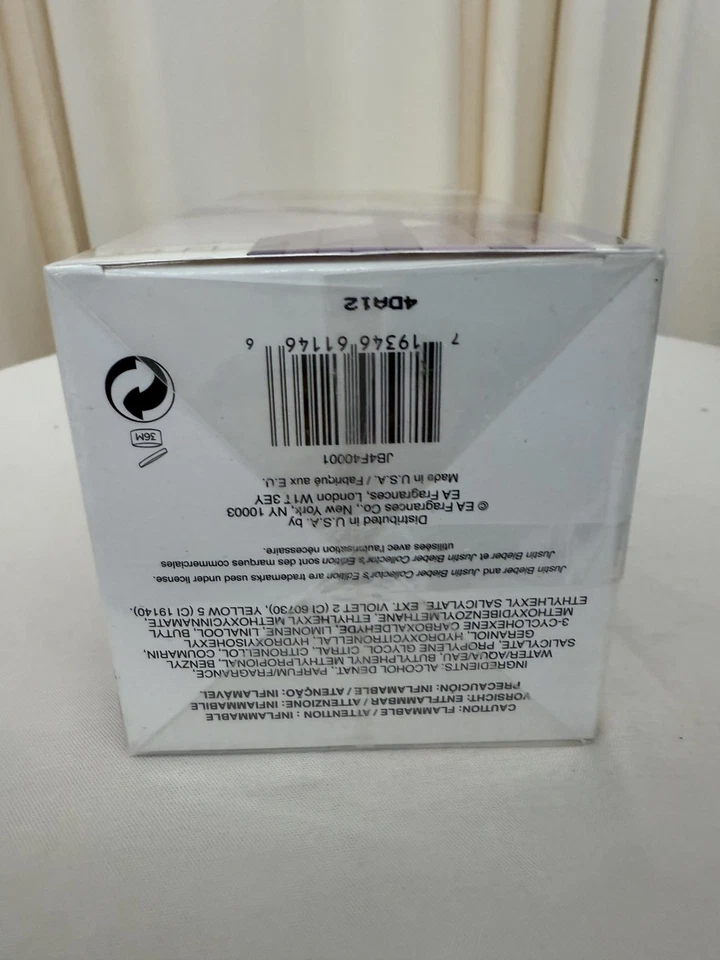 CAUTION: FLAMMABLE / ATTENTION : INFLAMMABLE
VORSICHT: ENTFLAMMBAR / ATTENZIONE: INFIAMMABILE
PRECAUCIÓN: INFLAMABLE / ATENÇÃO: INFLAMÁVEL
INGREDIENTS: ALCOHOL DENAT, PARFUM/FRAGRANCE,
WATER/AQUA/EAU, BUTYLPHENYL METHYLPROPIONAL, BENZYL
SALICYLATE, PROPYLENE GLYCOL, CITRAL, CITRONELLOL, COUMARIN,
GERANIOL, HYDROXYCITRONELLAL, HYDROXYISOHEXYL
3-CYCLOHEXENE CARBOXALDEHYDE, LIMONENE, LINALOOL, BUTYL
METHOXYDIBENZOYLMETHANE, ETHYLHEXYL METHOXYCINNAMATE,
ETHYLHEXYL SALICYLATE, EXT. VIOLET 2 (CI 60730), YELLOW 5 (CI 19140).
Justin Bieber and Justin Bieber Collector's Edition are trademarks used under license.
Justin Bieber et Justin Bieber Collector's Edition sont des marques commerciales
utilisées avec l'autorisation nécessaire.
Distributed in U.S.A. by
© EA Fragrances Co., New York, NY 10003
EA Fragrances, London W1T 3EY
Made in U.S.A. / Fabriqué aux E.U.
JB4F40001
36M
7 19346 61146 6
4DA12